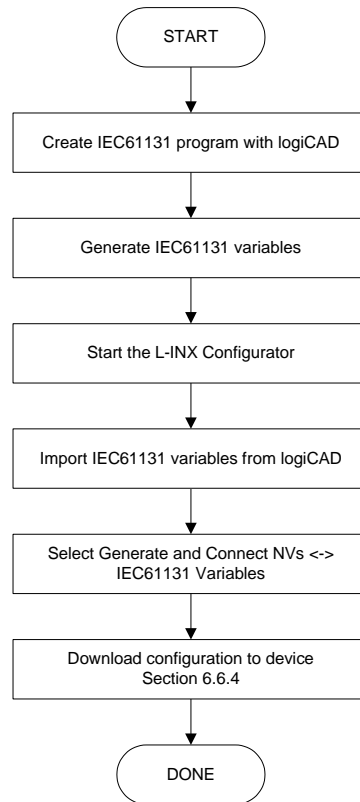 START
Create IEC61131 program with logiCAD
Generate IEC61131 variables
Start the L-INX Configurator
Import IEC61131 variables from logiCAD
Select Generate and Connect NVs <->
IEC61131 Variables
Download configuration to device
Section 6.6.4
DONE